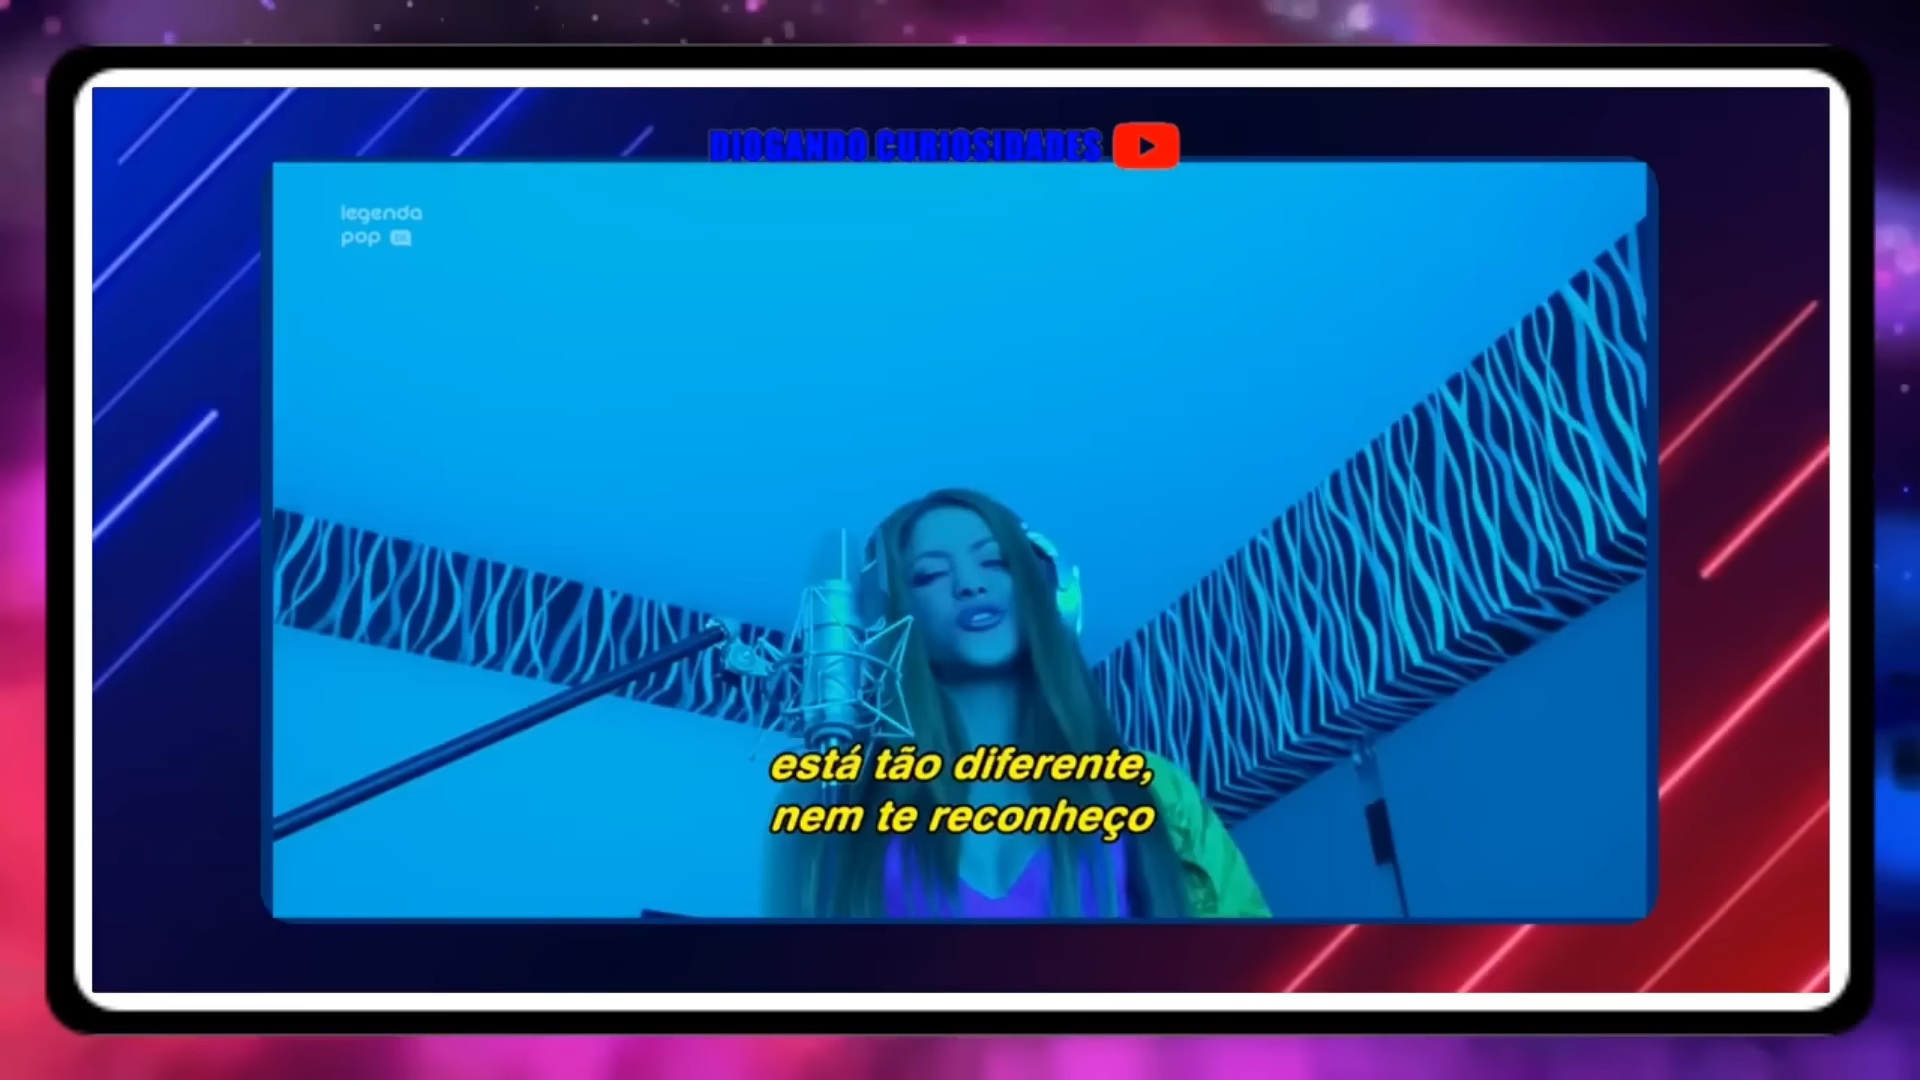 DIOGANDO CURIOSIDADES
legenda
pop
está tão diferente,
nem te reconheço